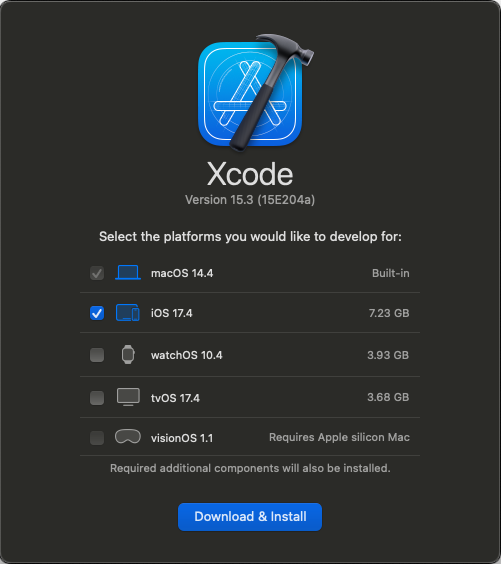 Xcode
Version 15.3 (15E204a)
Select the platforms you would like to develop for:
macOS 14.4 Built-in
iOS 17.4 7.23 GB
watchOS 10.4 3.93 GB
tvOS 17.4 3.68 GB
visionOS 1.1 Requires Apple silicon Mac
Required additional components will also be installed.
Download & Install